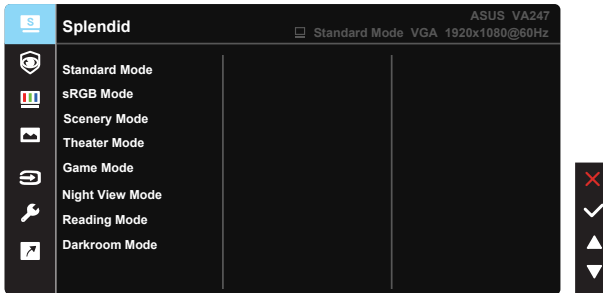 S
Splendid
ASUS VA247
Standard Mode VGA 1920x1080@60Hz
Standard Mode
sRGB Mode
Scenery Mode
Theater Mode
Game Mode
Night View Mode
Reading Mode
Darkroom Mode